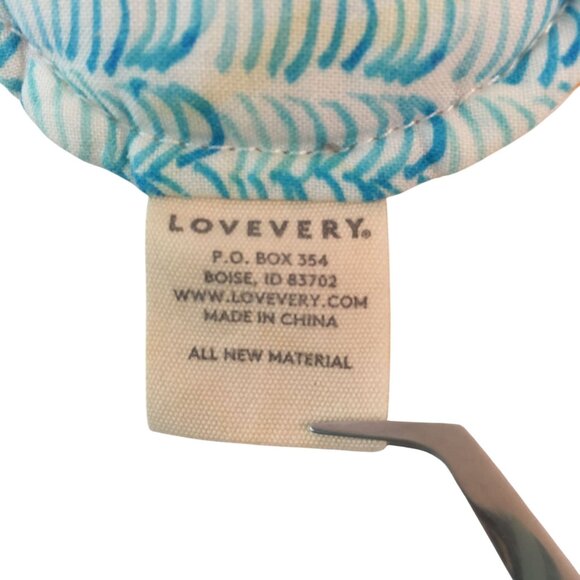 LOVEVERY®
P.O. BOX 354
BOISE, ID 83702
WWW.LOVEVERY.COM
MADE IN CHINA
ALL NEW MATERIAL